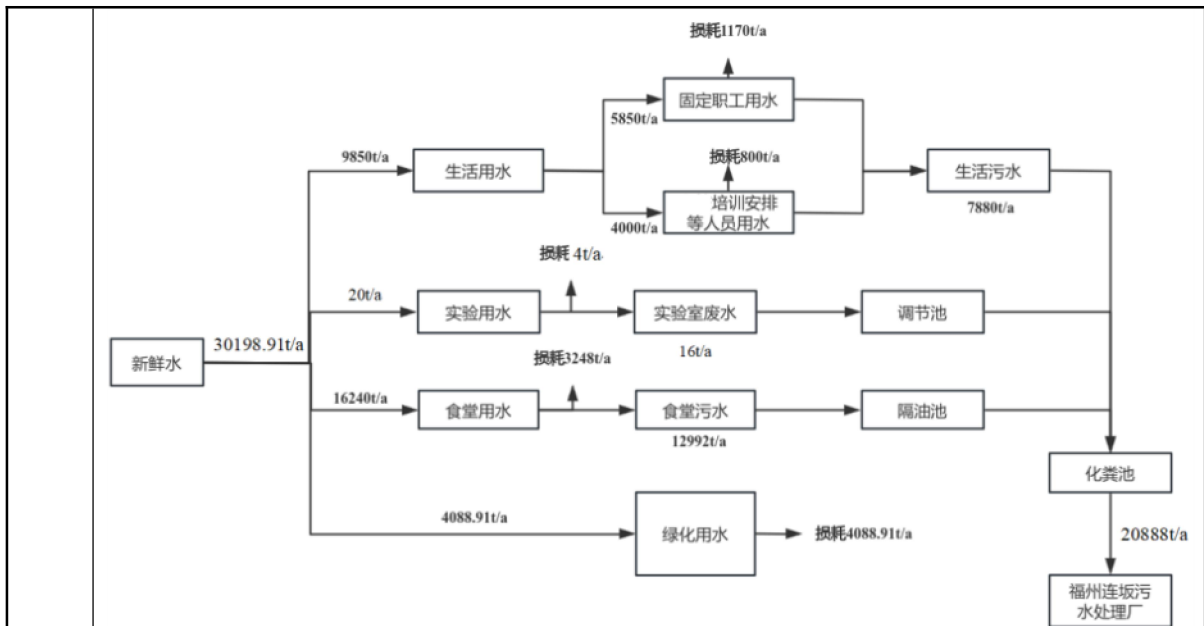 损耗1170t/a
固定职工用水
5850t/a
9850t/a
生活用水
损耗800t/a
培训安排
等人员用水
4000t/a
生活污水
7880t/a
损耗 4t/a
20t/a
实验用水
实验室废水
16t/a
调节池
新鲜水
30198.91t/a
损耗3248t/a
16240t/a
食堂用水
食堂污水
12992t/a
隔油池
化粪池
4088.91t/a
绿化用水
损耗4088.91t/a
20888t/a
福州连坂污
水处理厂